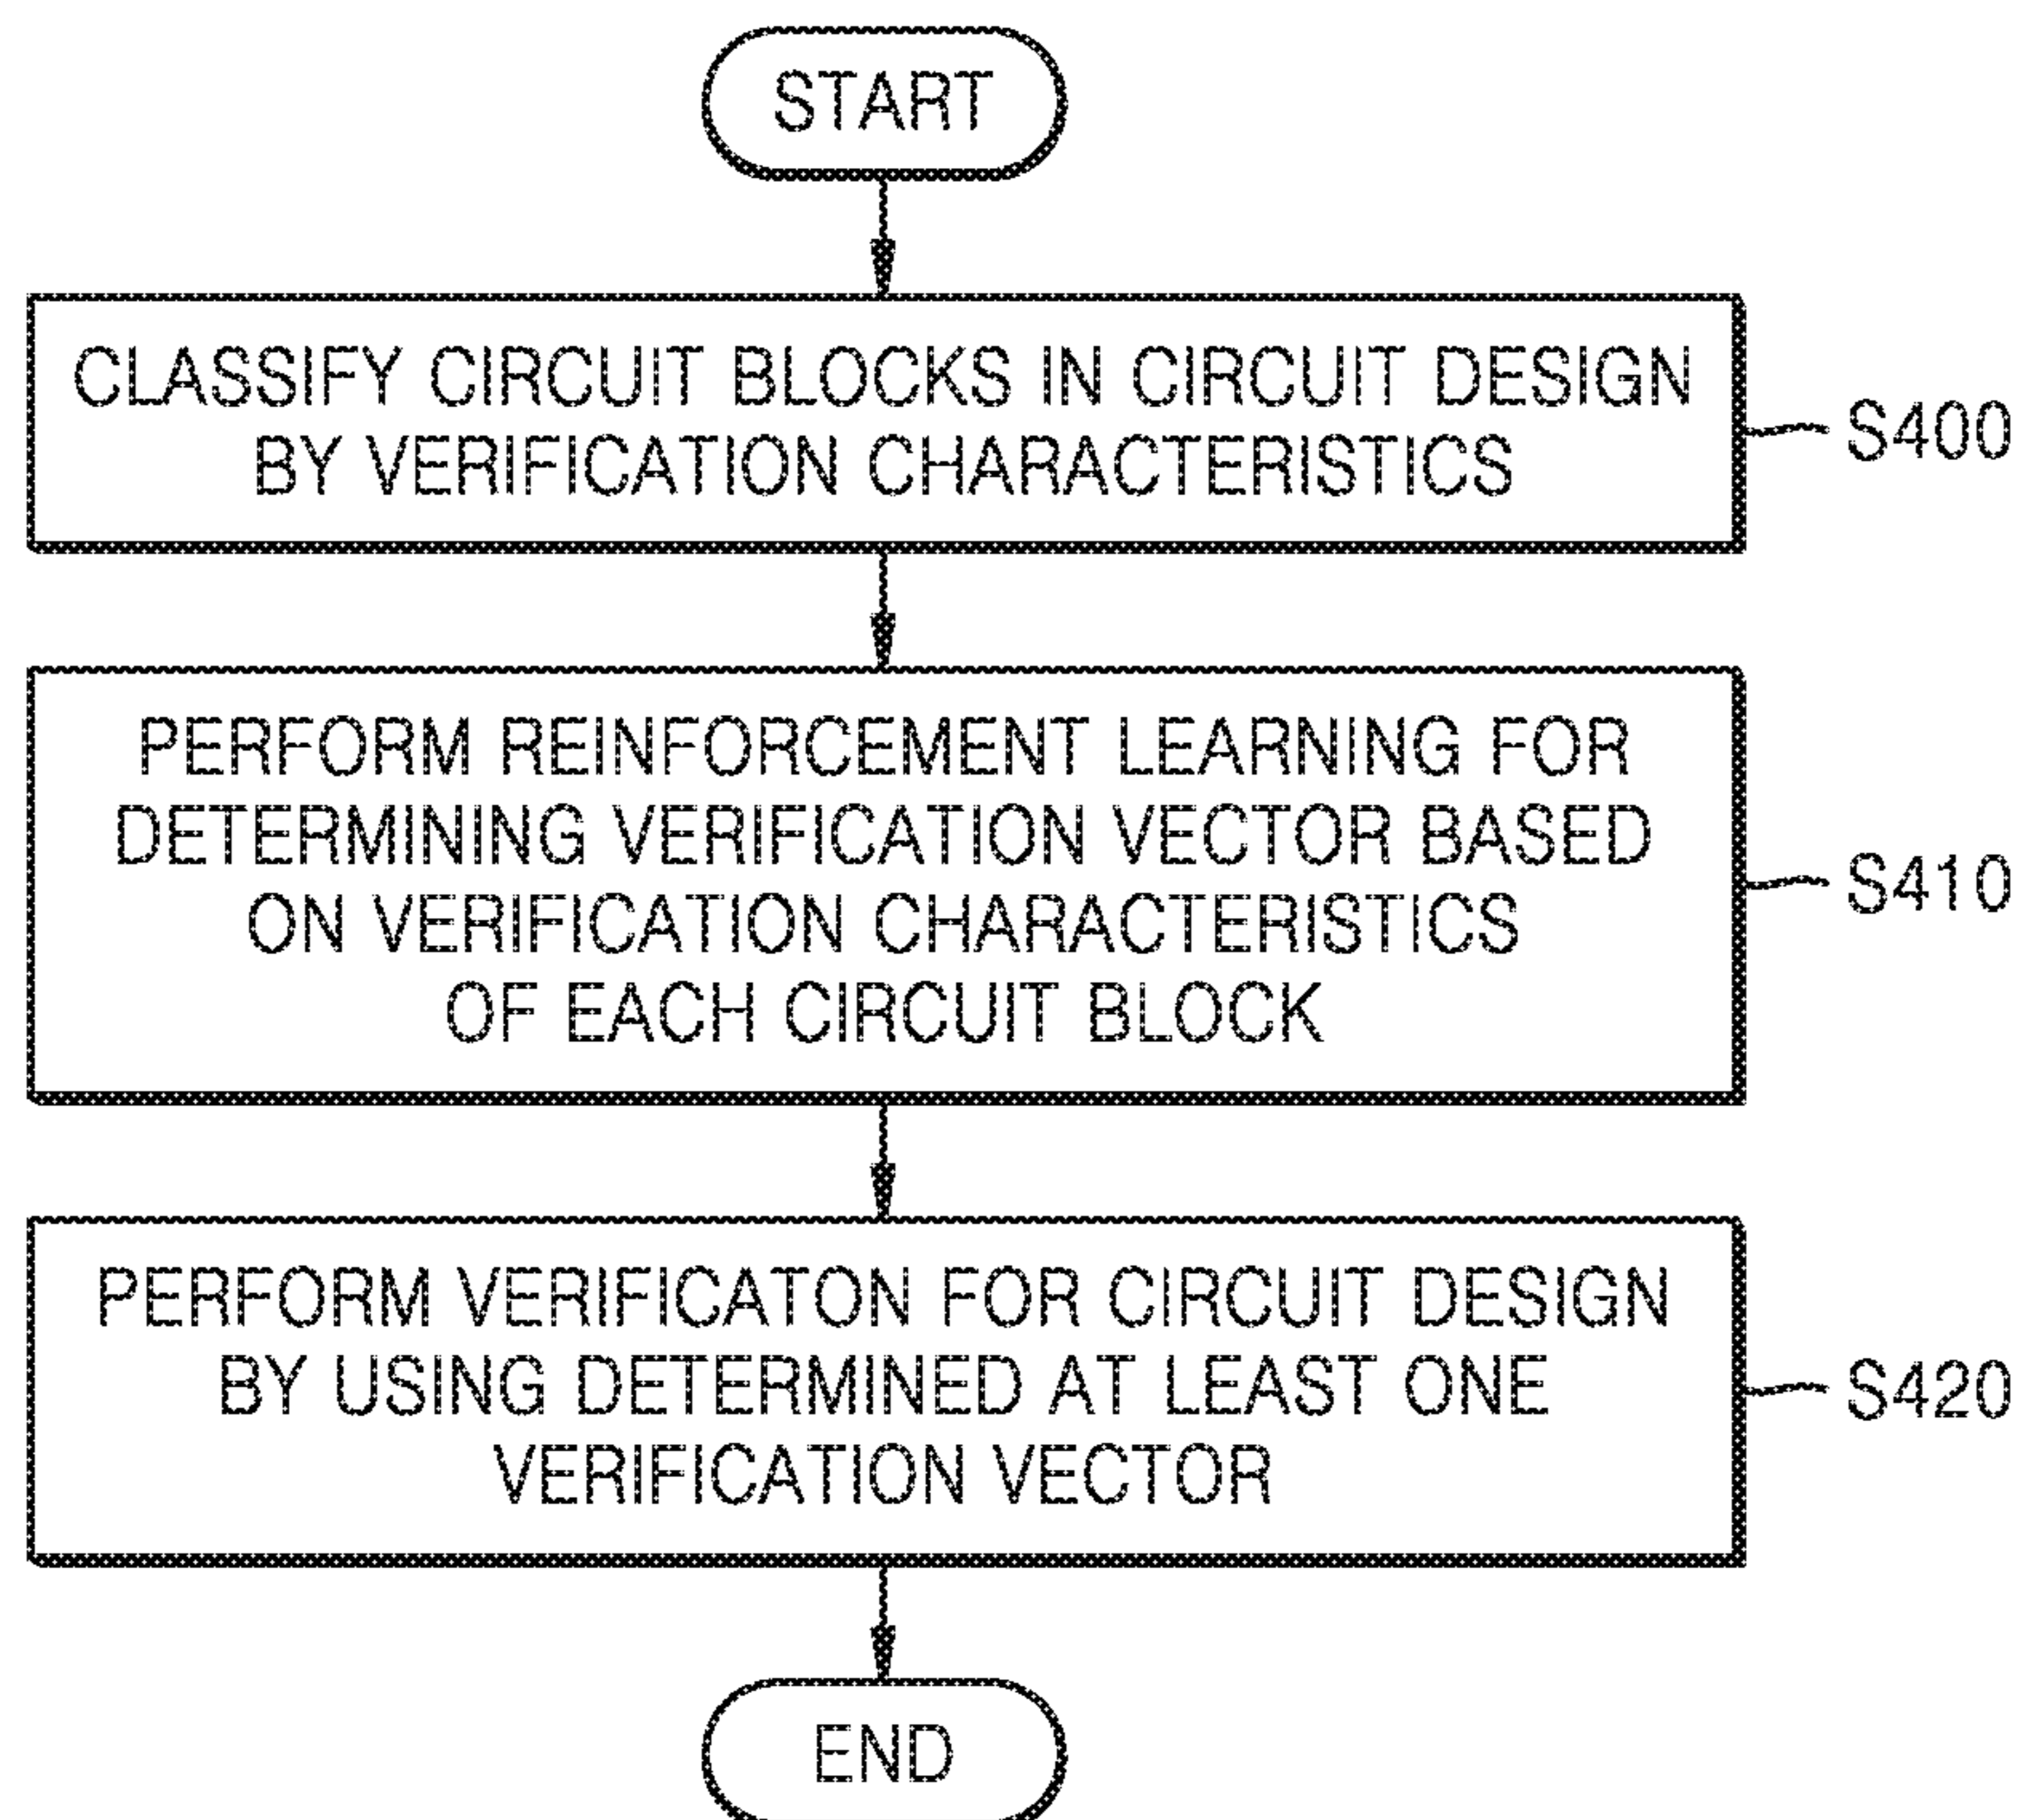 START
CLASSIFY CIRCUIT BLOCKS IN CIRCUIT DESIGN
BY VERIFICATION CHARACTERISTICS
S400
PERFORM REINFORCEMENT LEARNING FOR
DETERMINING VERIFICATION VECTOR BASED
ON VERIFICATION CHARACTERISTICS
OF EACH CIRCUIT BLOCK
S410
PERFORM VERIFICATON FOR CIRCUIT DESIGN
BY USING DETERMINED AT LEAST ONE
VERIFICATION VECTOR
S420
END